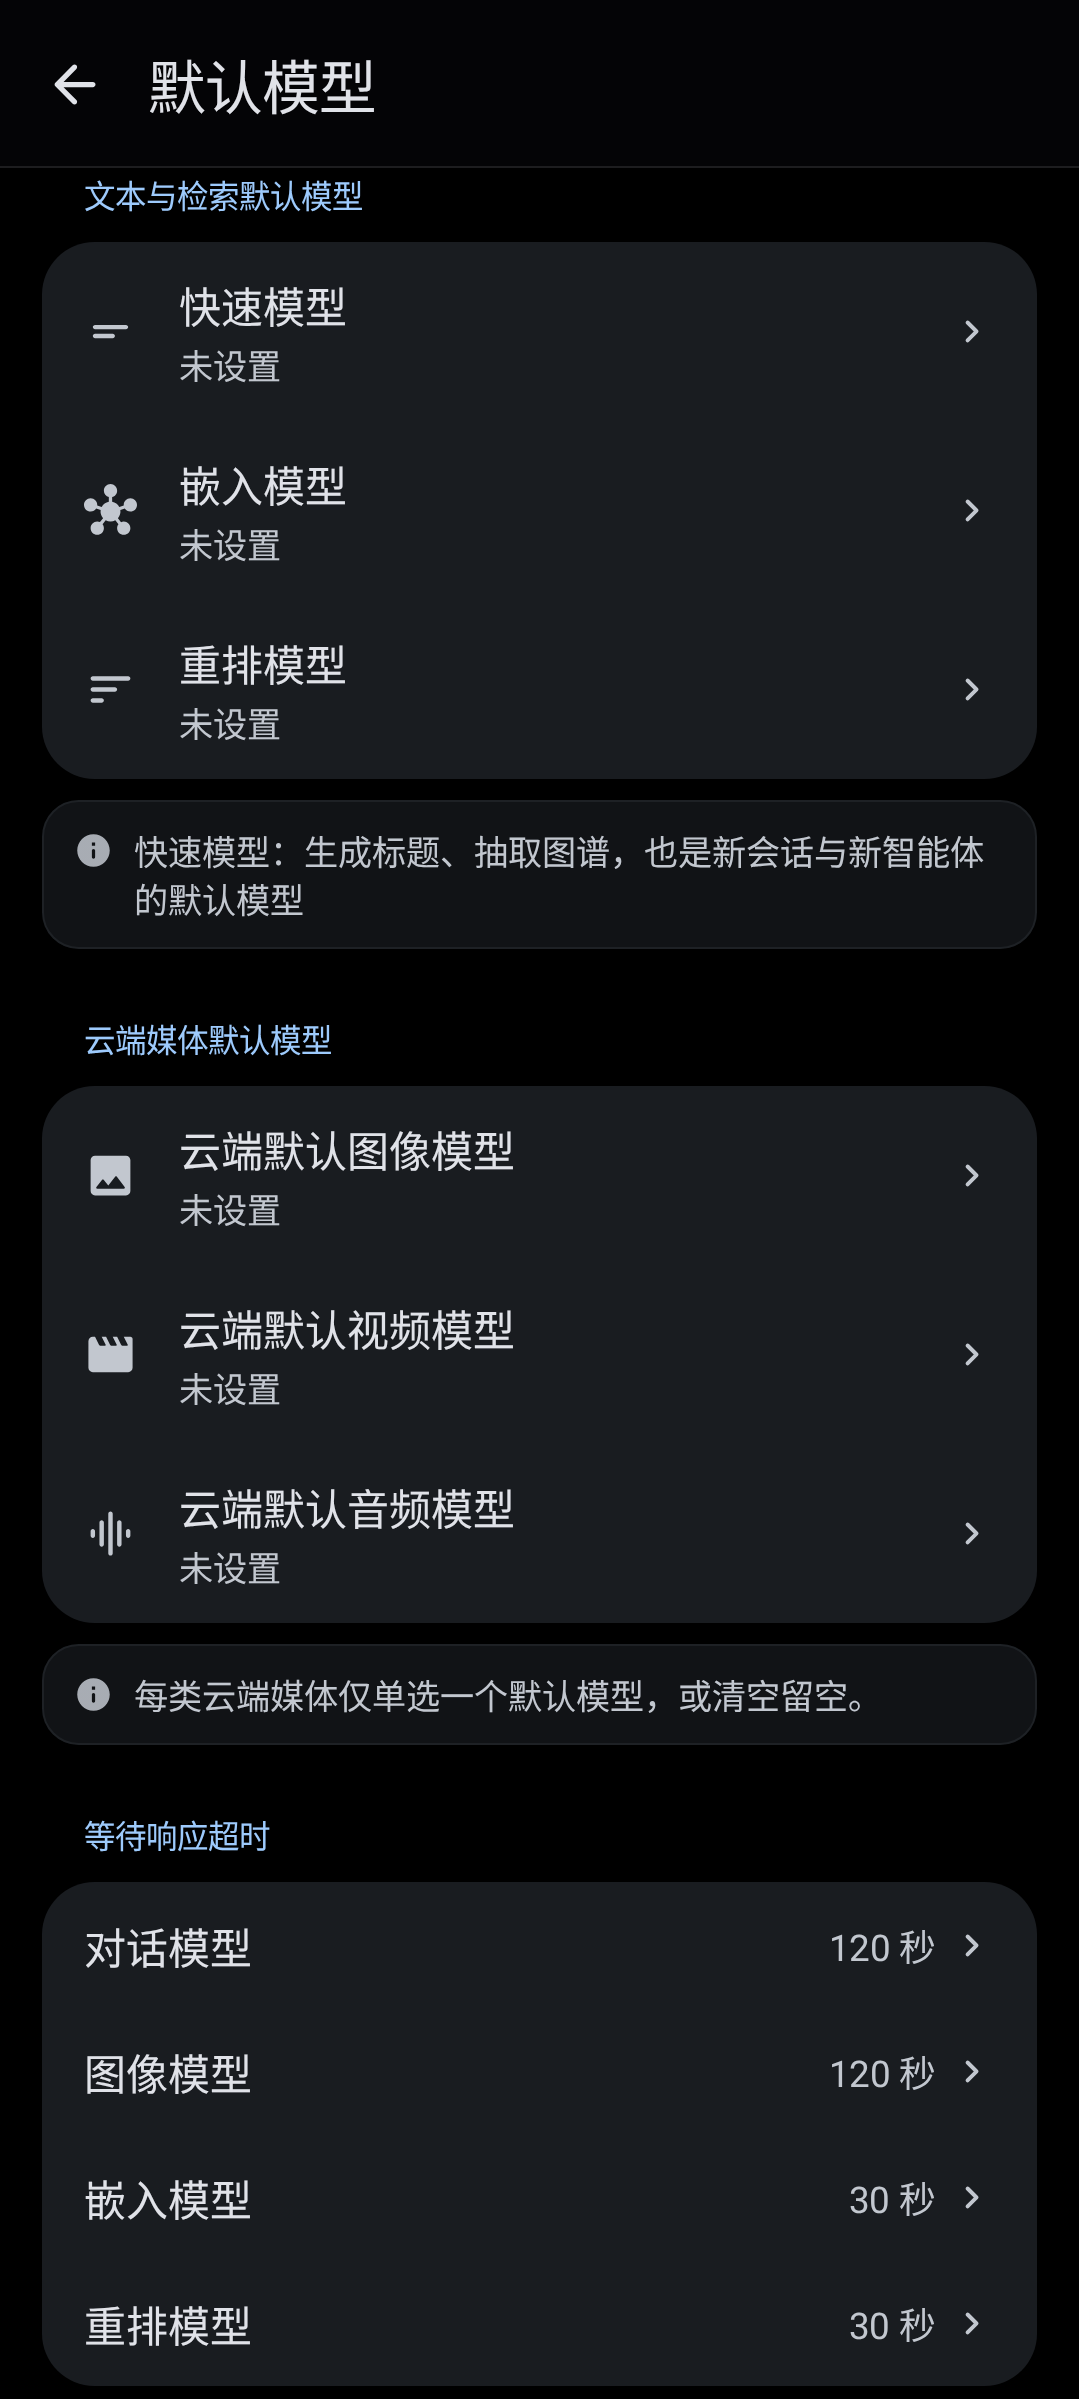 默认模型
文本与检索默认模型
快速模型
未设置
嵌入模型
未设置
重排模型
未设置
快速模型：生成标题、抽取图谱，也是新会话与新智能体
的默认模型
云端媒体默认模型
云端默认图像模型
未设置
云端默认视频模型
未设置
云端默认音频模型
未设置
每类云端媒体仅单选一个默认模型，或清空留空。
等待响应超时
对话模型 120 秒
图像模型 120 秒
嵌入模型 30 秒
重排模型 30 秒